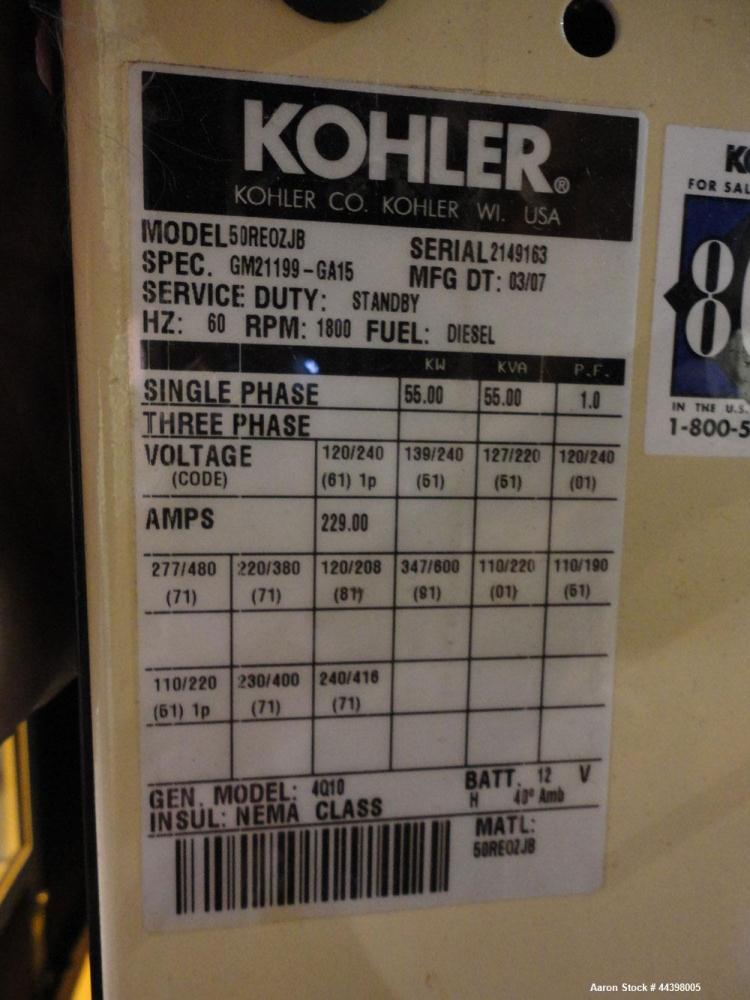 KOHLER®
KOHLER CO. KOHLER WI. USA
MODEL 50REOZJB SERIAL 2149163
SPEC. GM21199-GA15 MFG DT: 03/07
SERVICE DUTY: STANDBY
HZ: 60 RPM: 1800 FUEL: DIESEL
KW KVA P.F.
SINGLE PHASE 55.00 55.00 1.0
THREE PHASE
VOLTAGE 120/240 139/240 127/220 120/240
(CODE) (61) 1p (61) (61) (01)
AMPS 229.00
277/480 220/380 120/208 347/600 110/220 110/190
(71) (71) (81) (91) (01) (61)
110/220 230/400 240/416
(61) 1p (71) (71)
GEN. MODEL: 4Q10 BATT. 12 V
INSUL: NEMA CLASS H 40° Amb
MATL:
50REOZJB
FOR SAL
IN THE U.S.
1-800-5
Aaron Stock # 44398005